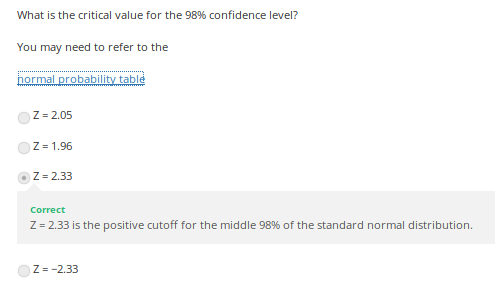 What is the critical value for the 98% confidence level?
You may need to refer to the
normal probability table
Z = 2.05
Z = 1.96
Z = 2.33
Correct
Z = 2.33 is the positive cutoff for the middle 98% of the standard normal distribution.
Z = −2.33